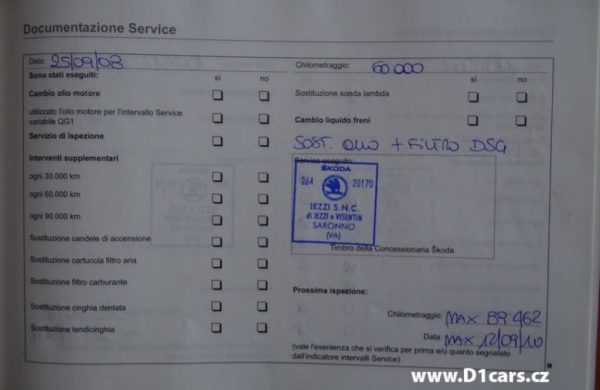 Documentazione Service
Data: 25/09/08
Sono stati eseguiti: sì no
Cambio olio motore
utilizzato l'olio motore per l'intervallo Service
variabile QG1
Servizio di ispezione
Interventi supplementari
ogni 30.000 km
ogni 60.000 km
ogni 90.000 km
Sostituzione candele di accensione
Sostituzione cartuccia filtro aria
Sostituzione filtro carburante
Sostituzione cinghia dentata
Sostituzione tendicinghia
Chilometraggio 60 000
sì no
Sostituzione sonda lambda
Cambio liquido freni
SOST. OLIO + FILTRO DSG
Service eseguito:
ŠKODA
264 20170
IEZZI S.N.C.
di IEZZI e VISENTIN
SARONNO
(VA)
Timbro della Concessionaria Škoda
Prossima ispezione:
Chilometraggio: MAX 89 462
Data: MAX 12/09/10
(vale l'evenienza che si verifica per prima e/o quanto segnalato
dall'indicatore intervalli Service)
www.D1cars.cz